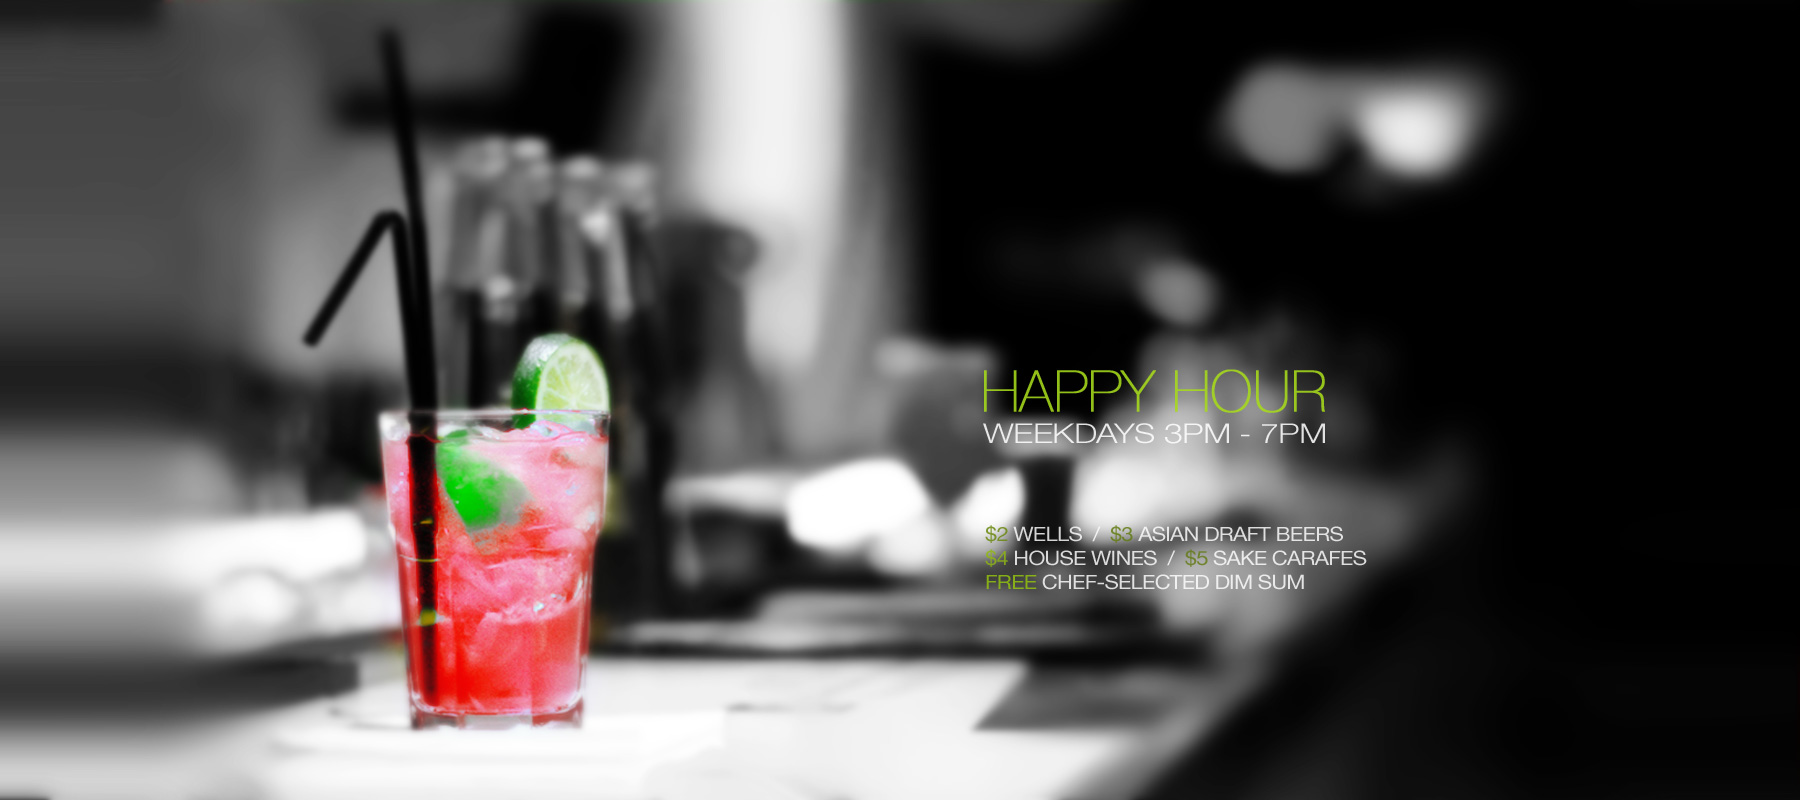 HAPPY HOUR
WEEKDAYS 3PM - 7PM
$2 WELLS / $3 ASIAN DRAFT BEERS
$4 HOUSE WINES / $5 SAKE CARAFES
FREE CHEF-SELECTED DIM SUM